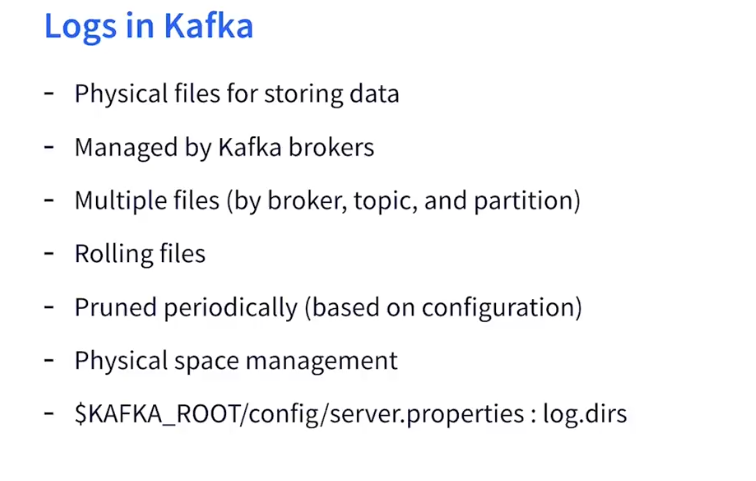 Logs in Kafka
- Physical files for storing data
- Managed by Kafka brokers
- Multiple files (by broker, topic, and partition)
- Rolling files
- Pruned periodically (based on configuration)
- Physical space management
- $KAFKA_ROOT/config/server.properties : log.dirs